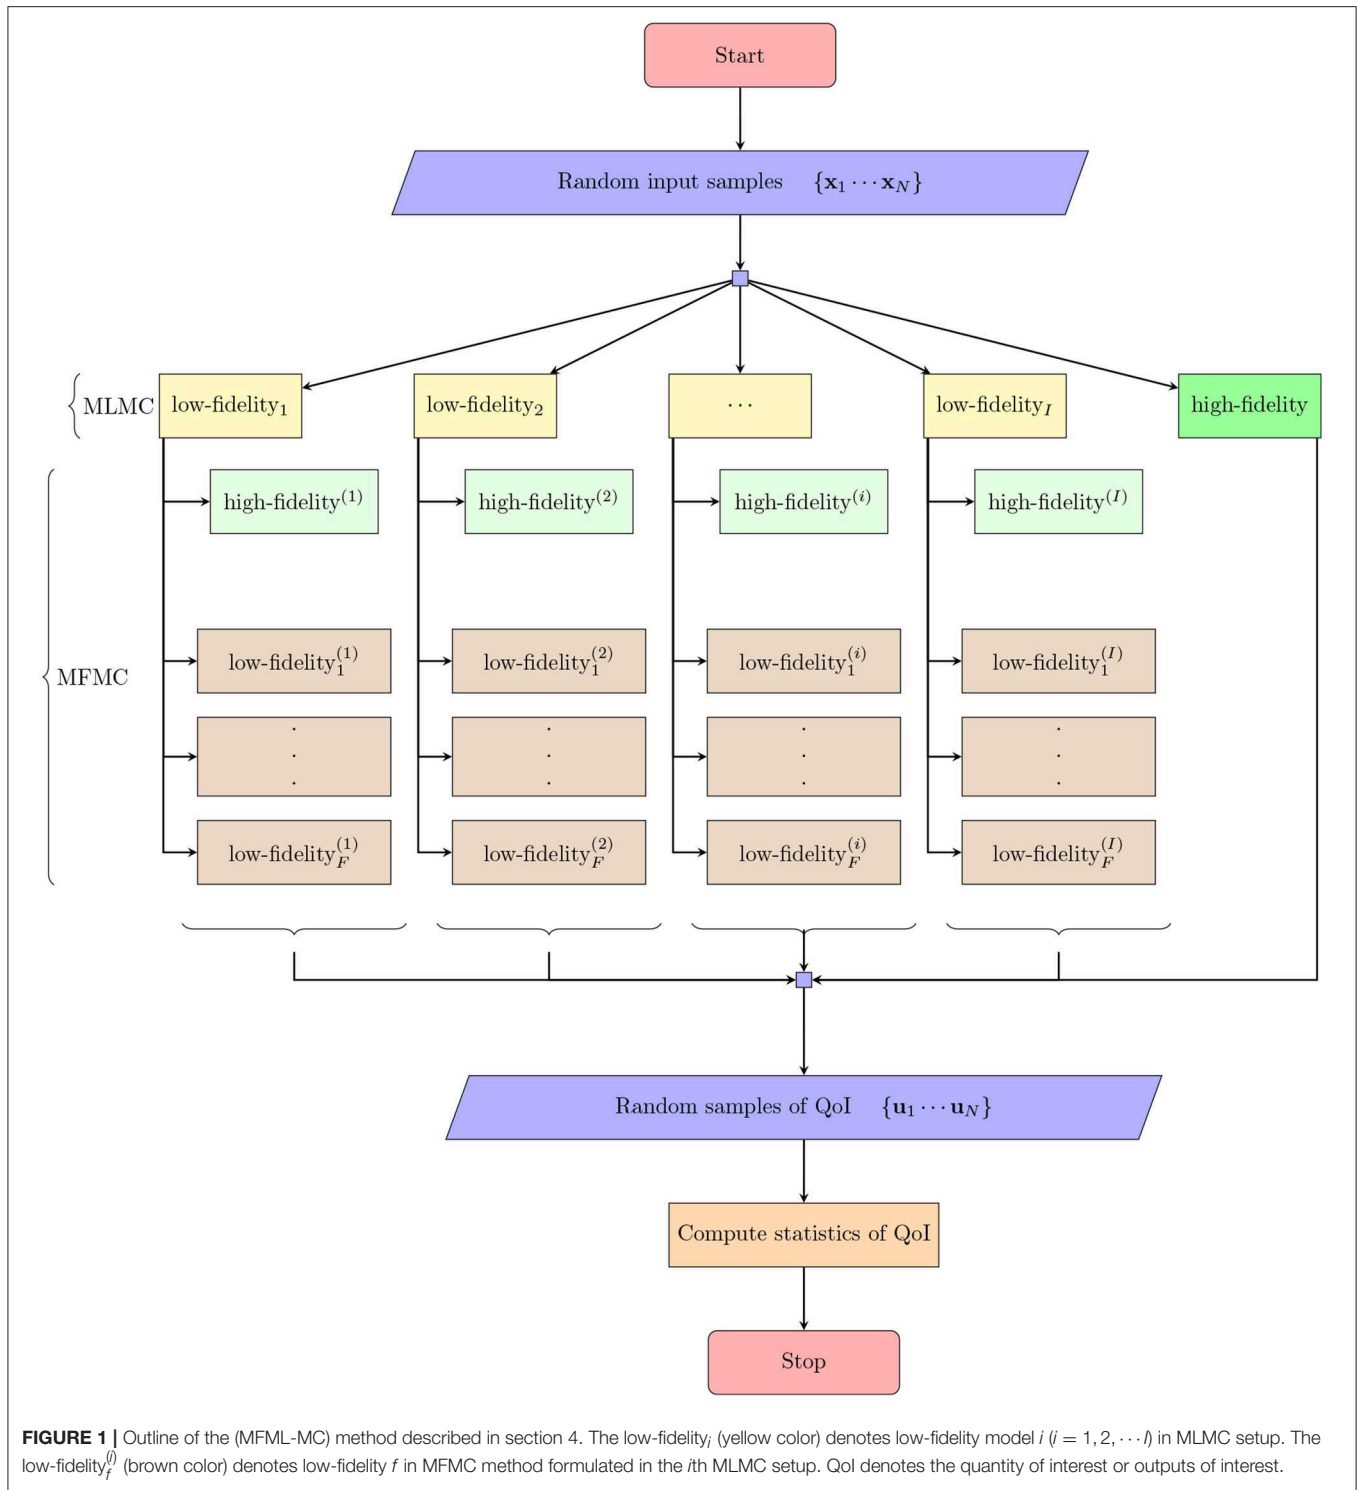 Start
Random input samples {x₁ ⋯ x_N}
MLMC
low-fidelity₁
low-fidelity₂
⋯
low-fidelity_I
high-fidelity
high-fidelity⁽¹⁾
high-fidelity⁽²⁾
high-fidelity⁽ⁱ⁾
high-fidelity^(I)
MFMC
low-fidelity₁⁽¹⁾
low-fidelity₁⁽²⁾
low-fidelity₁⁽ⁱ⁾
low-fidelity₁^(I)
low-fidelity_F^(1)
low-fidelity_F^(2)
low-fidelity_F^(i)
low-fidelity_F^(I)
Random samples of QoI {u₁ ⋯ u_N}
Compute statistics of QoI
Stop
FIGURE 1 | Outline of the (MFML-MC) method described in section 4. The low-fidelity_i (yellow color) denotes low-fidelity model i (i = 1, 2, ⋯ I) in MLMC setup. The
low-fidelity_f^(i) (brown color) denotes low-fidelity f in MFMC method formulated in the ith MLMC setup. QoI denotes the quantity of interest or outputs of interest.